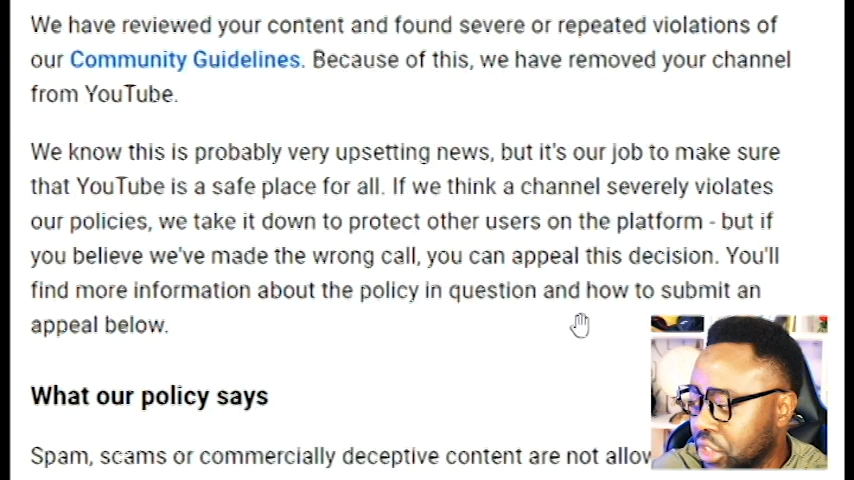 We have reviewed your content and found severe or repeated violations of
our Community Guidelines. Because of this, we have removed your channel
from YouTube.
We know this is probably very upsetting news, but it's our job to make sure
that YouTube is a safe place for all. If we think a channel severely violates
our policies, we take it down to protect other users on the platform - but if
you believe we've made the wrong call, you can appeal this decision. You'll
find more information about the policy in question and how to submit an
appeal below.
What our policy says
Spam, scams or commercially deceptive content are not